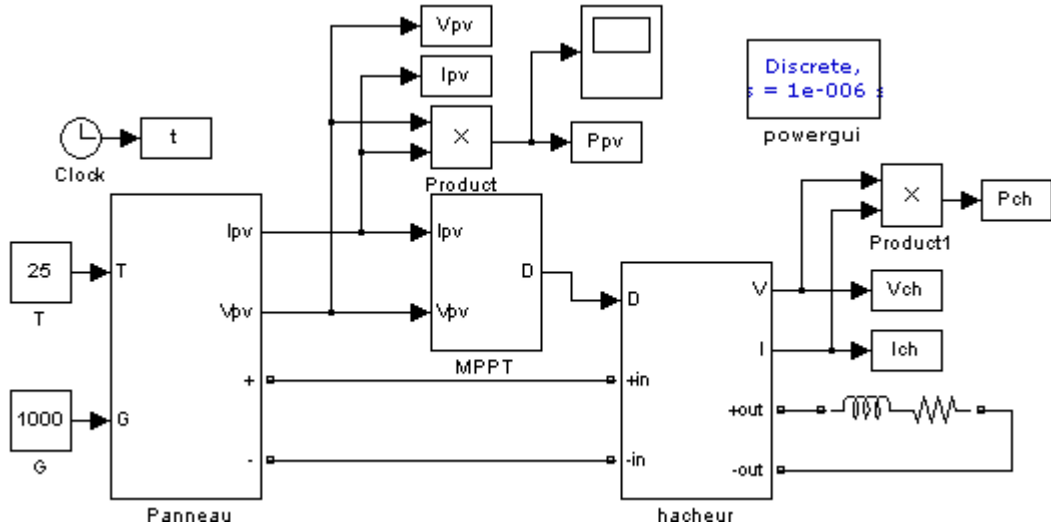 Vpv
Ipv
Discrete,
s = 1e-006 s
powergui
t
Clock
×
Product
Ppv
×
Product1
Pch
25
T
1000
G
T
G
Ipv
Vpv
+
-
Panneau
Ipv
Vpv
D
MPPT
D
+in
-in
V
I
+out
-out
hacheur
Vch
Ich